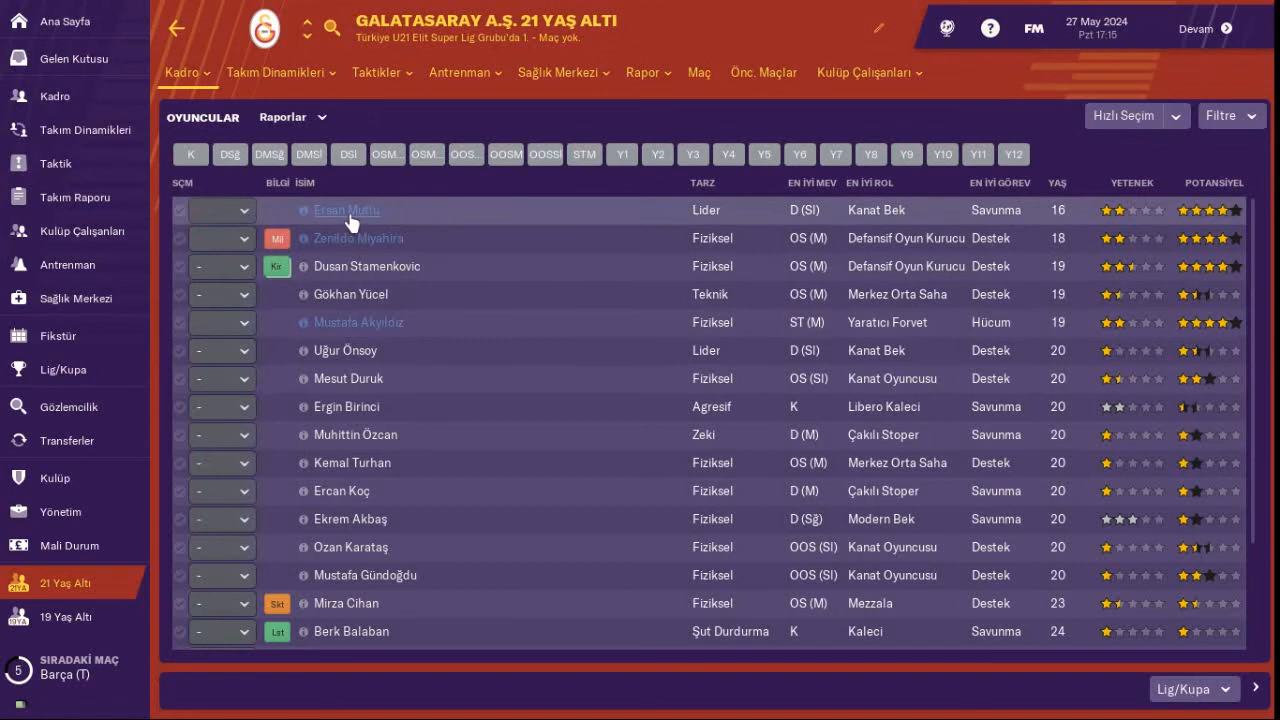 Ana Sayfa
Gelen Kutusu
Kadro
Takım Dinamikleri
Taktik
Takım Raporu
Kulüp Çalışanları
Antrenman
Sağlık Merkezi
Fikstür
Lig/Kupa
Gözlemcilik
Transferler
Kulüp
Yönetim
Mali Durum
21YA 21 Yaş Altı
19YA 19 Yaş Altı
5 SIRADAKİ MAÇ
Barça (T)
GALATASARAY A.Ş. 21 YAŞ ALTI
Türkiye U21 Elit Super Lig Grubu'da 1. - Maç yok.
? FM 27 May 2024 Devam
Pzt 17:15
Kadro Takım Dinamikleri Taktikler Antrenman Sağlık Merkezi Rapor Maç Önc. Maçlar Kulüp Çalışanları
OYUNCULAR Raporlar Hızlı Seçim Filtre
K DSğ DMSğ DMSl DSl OSM... OSM... OOS... OOSM OOSSl STM Y1 Y2 Y3 Y4 Y5 Y6 Y7 Y8 Y9 Y10 Y11 Y12
SÇM BİLGİ İSİM TARZ EN İYİ MEV EN İYİ ROL EN İYİ GÖREV YAŞ YETENEK POTANSİYEL
Ersan Mutlu Lider D (Sl) Kanat Bek Savunma 16
Mil Zenildo Miyahira Fiziksel OS (M) Defansif Oyun Kurucu Destek 18
- Kir Dusan Stamenkovic Fiziksel OS (M) Defansif Oyun Kurucu Destek 19
- Gökhan Yücel Teknik OS (M) Merkez Orta Saha Destek 19
Mustafa Akyıldız Fiziksel ST (M) Yaratıcı Forvet Hücum 19
- Uğur Önsoy Lider D (Sl) Kanat Bek Destek 20
- Mesut Duruk Fiziksel OS (Sl) Kanat Oyuncusu Destek 20
- Ergin Birinci Agresif K Libero Kaleci Savunma 20
- Muhittin Özcan Zeki D (M) Çakılı Stoper Savunma 20
- Kemal Turhan Fiziksel OS (M) Merkez Orta Saha Destek 20
- Ercan Koç Fiziksel D (M) Çakılı Stoper Savunma 20
- Ekrem Akbaş Fiziksel D (Sğ) Modern Bek Savunma 20
- Ozan Karataş Fiziksel OOS (Sl) Kanat Oyuncusu Destek 20
- Mustafa Gündoğdu Fiziksel OOS (Sl) Kanat Oyuncusu Destek 20
- Skt Mirza Cihan Fiziksel OS (M) Mezzala Destek 23
- Lst Berk Balaban Şut Durdurma K Kaleci Savunma 24
Lig/Kupa